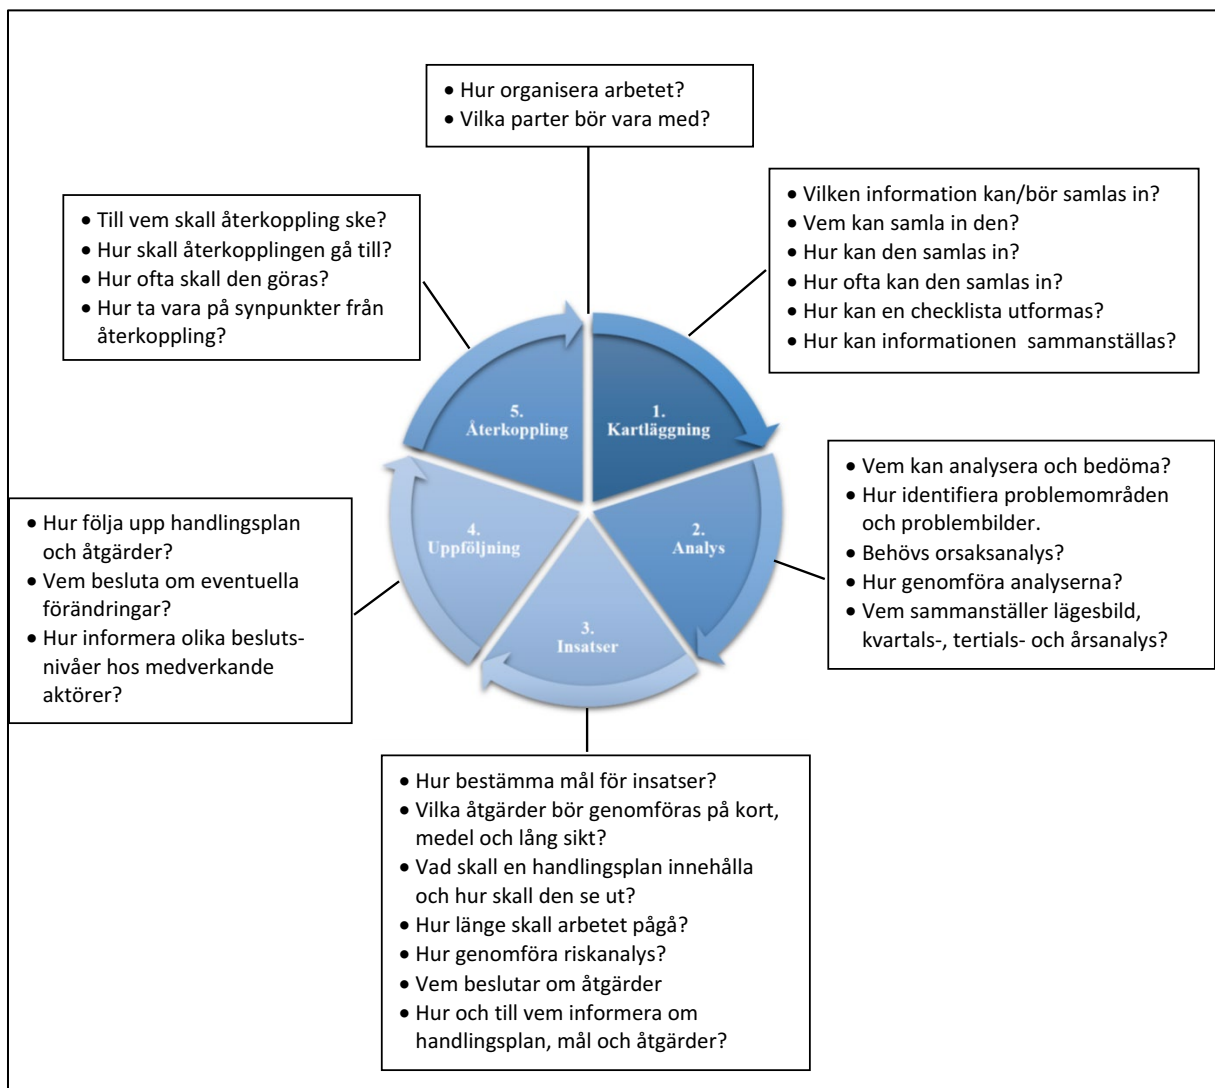 • Hur organisera arbetet?
• Vilka parter bör vara med?
• Vilken information kan/bör samlas in?
• Vem kan samla in den?
• Hur kan den samlas in?
• Hur ofta kan den samlas in?
• Hur kan en checklista utformas?
• Hur kan informationen sammanställas?
• Till vem skall återkoppling ske?
• Hur skall återkopplingen gå till?
• Hur ofta skall den göras?
• Hur ta vara på synpunkter från
återkoppling?
5.
Återkoppling
1.
Kartläggning
2.
Analys
3.
Insatser
4.
Uppföljning
• Vem kan analysera och bedöma?
• Hur identifiera problemområden
och problembilder.
• Behövs orsaksanalys?
• Hur genomföra analyserna?
• Vem sammanställer lägesbild,
kvartals-, tertials- och årsanalys?
• Hur följa upp handlingsplan
och åtgärder?
• Vem besluta om eventuella
förändringar?
• Hur informera olika besluts-
nivåer hos medverkande
aktörer?
• Hur bestämma mål för insatser?
• Vilka åtgärder bör genomföras på kort,
medel och lång sikt?
• Vad skall en handlingsplan innehålla
och hur skall den se ut?
• Hur länge skall arbetet pågå?
• Hur genomföra riskanalys?
• Vem beslutar om åtgärder
• Hur och till vem informera om
handlingsplan, mål och åtgärder?